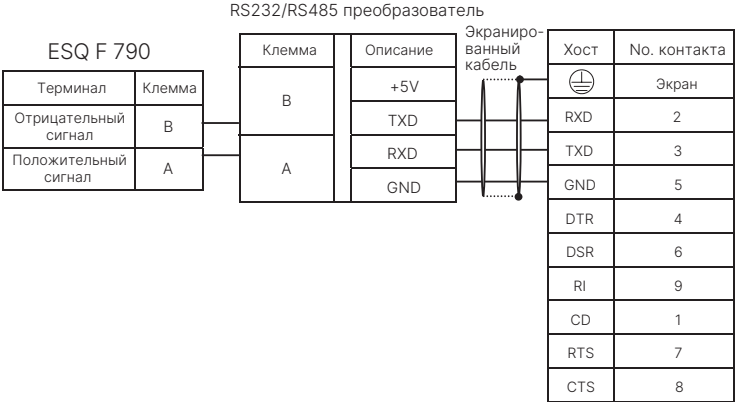 RS232/RS485 преобразователь
ESQ F 790
Терминал Клемма
Отрицательный
сигнал
B
Положительный
сигнал
A
Клемма Описание
B
A
+5V
TXD
RXD
GND
Экраниро-
ванный
кабель
Хост No. контакта
Экран
RXD 2
TXD 3
GND 5
DTR 4
DSR 6
RI 9
CD 1
RTS 7
CTS 8